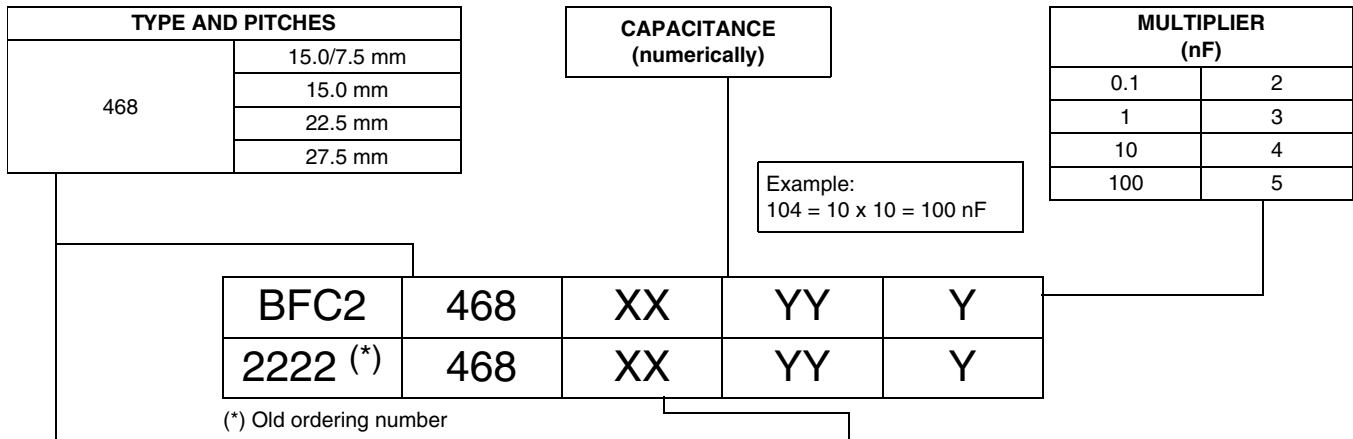 TYPE AND PITCHES
468
15.0/7.5 mm
15.0 mm
22.5 mm
27.5 mm
CAPACITANCE
(numerically)
MULTIPLIER
(nF)
0.1 2
1 3
10 4
100 5
Example:
104 = 10 x 10 = 100 nF
BFC2 468 XX YY Y
2222 (*) 468 XX YY Y
(*) Old ordering number